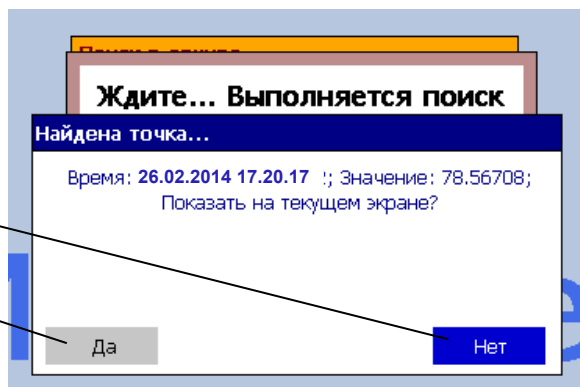 Ждите... Выполняется поиск
Найдена точка...
Время: 26.02.2014 17.20.17 ; Значение: 78.56708;
Показать на текущем экране?
Да
Нет